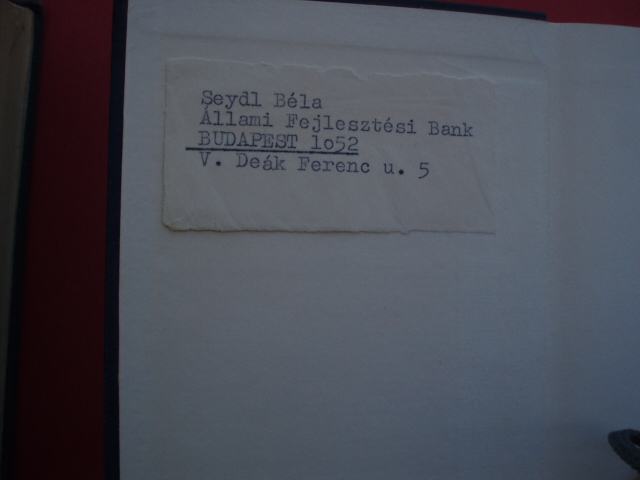 Seydl Béla
Állami Fejlesztési Bank
BUDAPEST 1o52
V. Deák Ferenc u. 5